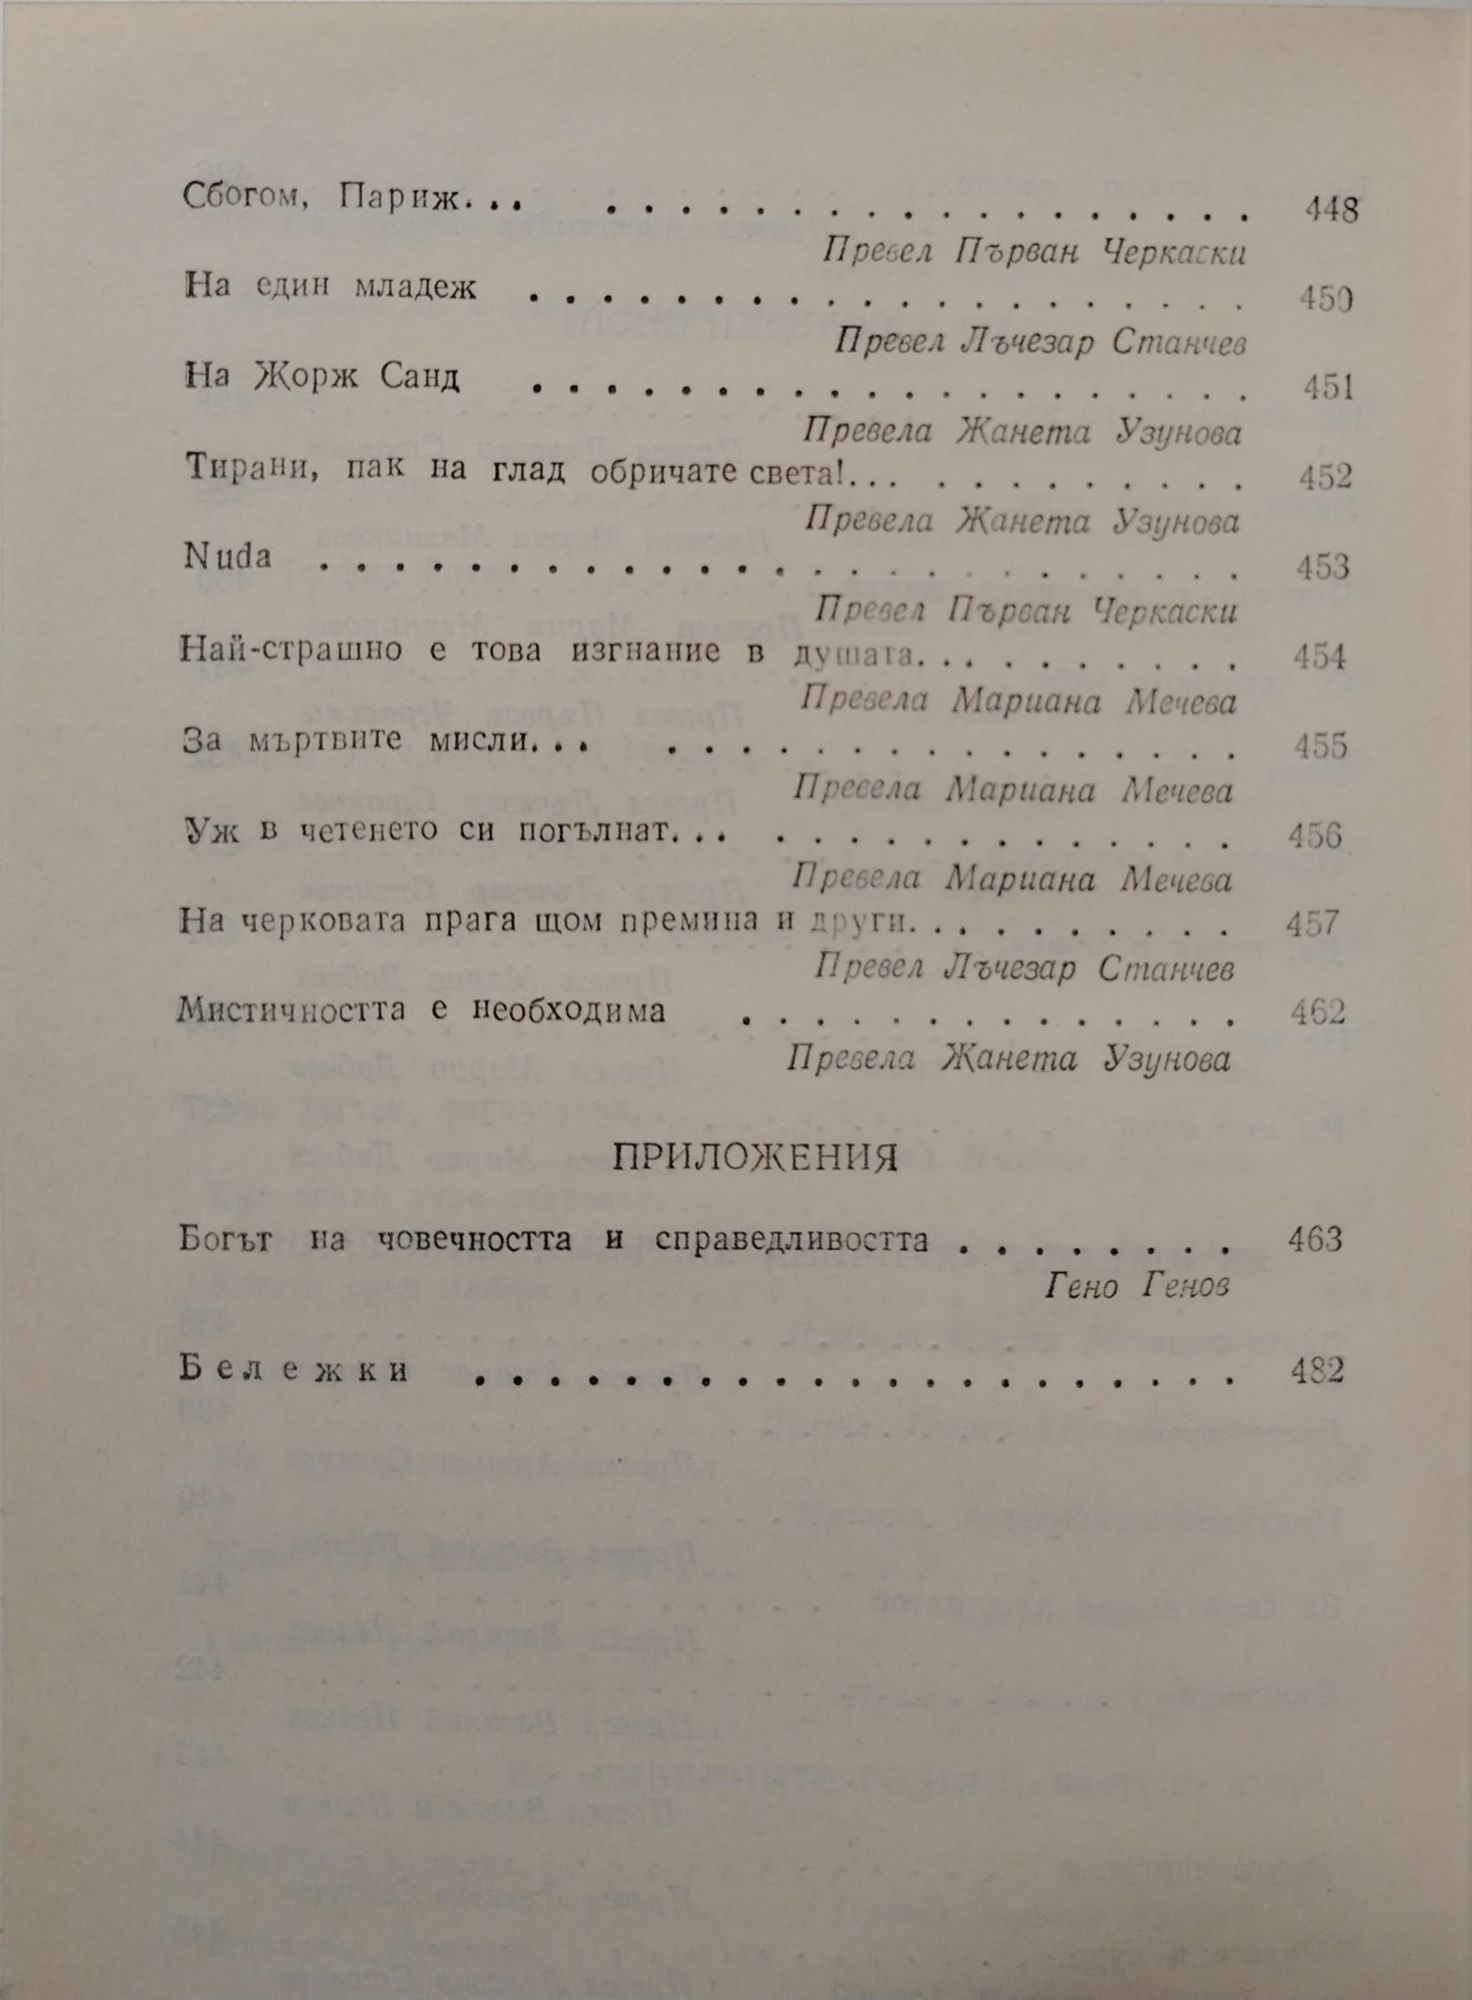 Сбогом, Париж. . . . . . . . . . . . . . . . . . . . . 448
Превел Първан Черкаски
На един младеж . . . . . . . . . . . . . . . . . . . . 450
Превел Лъчезар Станчев
На Жорж Санд . . . . . . . . . . . . . . . . . . . . 451
Превела Жанета Узунова
Тирани, пак на глад обричате света!. . . . . . . . . . . . 452
Превела Жанета Узунова
Nuda . . . . . . . . . . . . . . . . . . . . . . . . . 453
Превел Първан Черкаски
Най-страшно е това изгнание в душата. . . . . . . . . . 454
Превела Мариана Мечева
За мъртвите мисли. . . . . . . . . . . . . . . . . . . 455
Превела Мариана Мечева
Уж в четенето си погълнат. . . . . . . . . . . . . . . . 456
Превела Мариана Мечева
На черковата прага щом премина и други. . . . . . . . . . 457
Превел Лъчезар Станчев
Мистичността е необходима . . . . . . . . . . . . . . 462
Превела Жанета Узунова
ПРИЛОЖЕНИЯ
Богът на човечността и справедливостта . . . . . . . . 463
Гено Генов
Бележки . . . . . . . . . . . . . . . . . . . . . 482